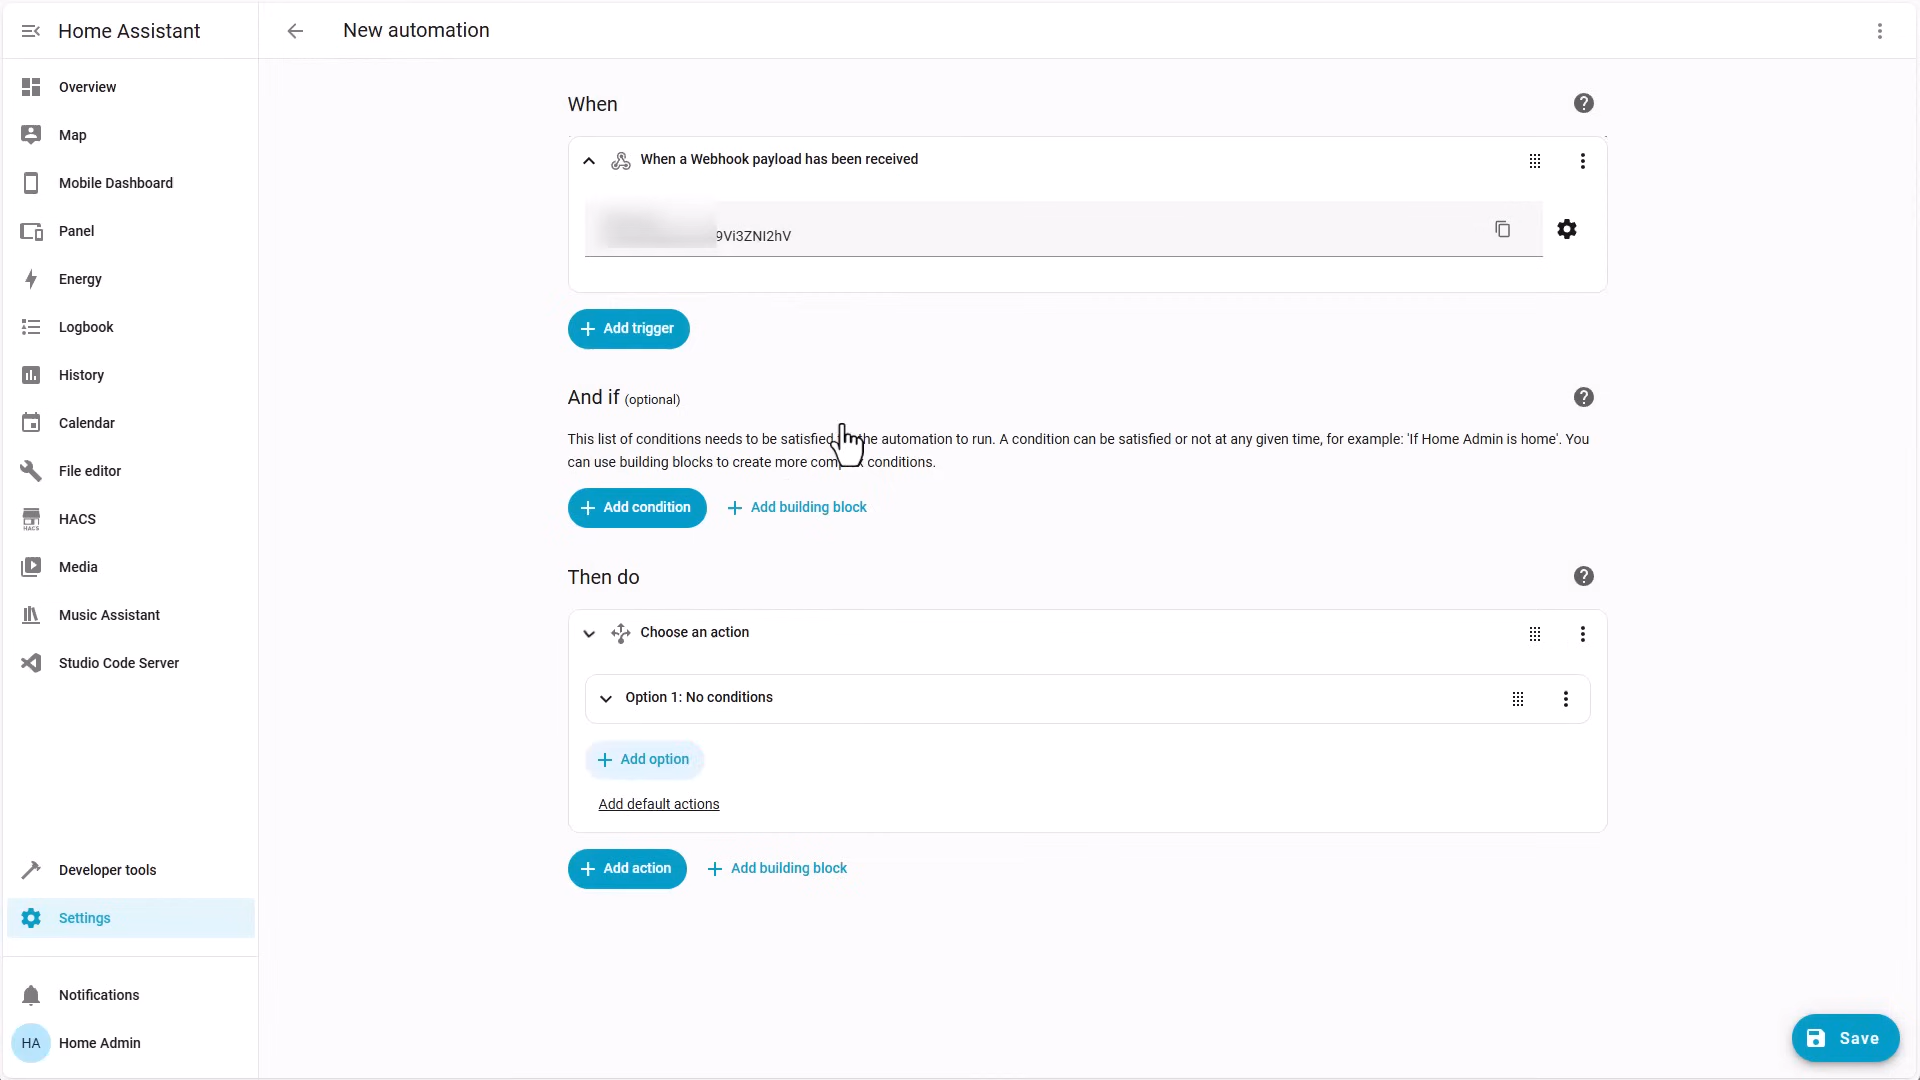 Home Assistant
New automation
Overview
Map
Mobile Dashboard
Panel
Energy
Logbook
History
Calendar
File editor
HACS
HACS
Media
Music Assistant
Studio Code Server
Developer tools
Settings
Notifications
HA
Home Admin
When
When a Webhook payload has been received
9Vi3ZNI2hV
Add trigger
And if (optional)
This list of conditions needs to be satisfied the automation to run. A condition can be satisfied or not at any given time, for example: 'If Home Admin is home'. You
can use building blocks to create more conditions.
Add condition
Add building block
Then do
Choose an action
Option 1: No conditions
Add option
Add default actions
Add action
Add building block
Save